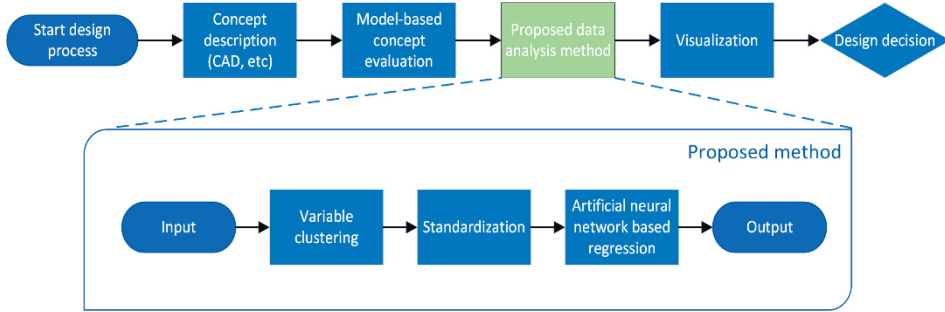 Start design
process
Concept
description
(CAD, etc)
Model-based
concept
evaluation
Proposed data
analysis method
Visualization
Design decision
Proposed method
Input
Variable
clustering
Standardization
Artificial neural
network based
regression
Output